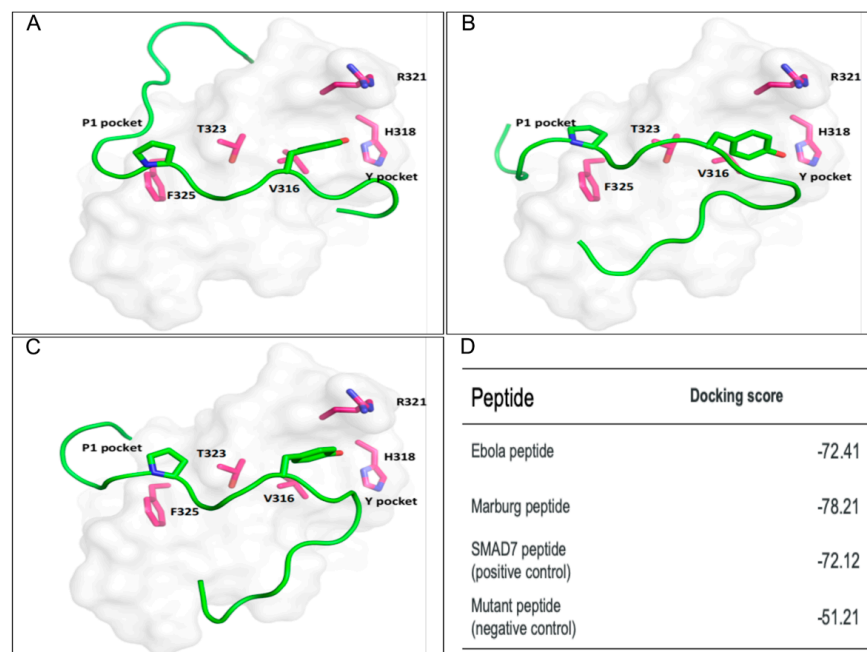 A
R321
P1 pocket
T323
H318
F325
V316
Y pocket
B
R321
P1 pocket
T323
H318
F325
V316
Y pocket
C
R321
P1 pocket
T323
H318
F325
V316
Y pocket
D
Peptide Docking score
Ebola peptide -72.41
Marburg peptide -78.21
SMAD7 peptide
(positive control) -72.12
Mutant peptide
(negative control) -51.21